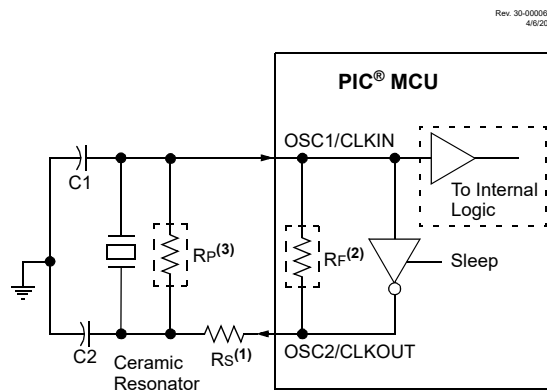 Rev. 30-00006
4/6/20
PIC® MCU
OSC1/CLKIN
C1
To Internal
Logic
RP(3)
RF(2)
Sleep
C2
Ceramic
Resonator
RS(1)
OSC2/CLKOUT